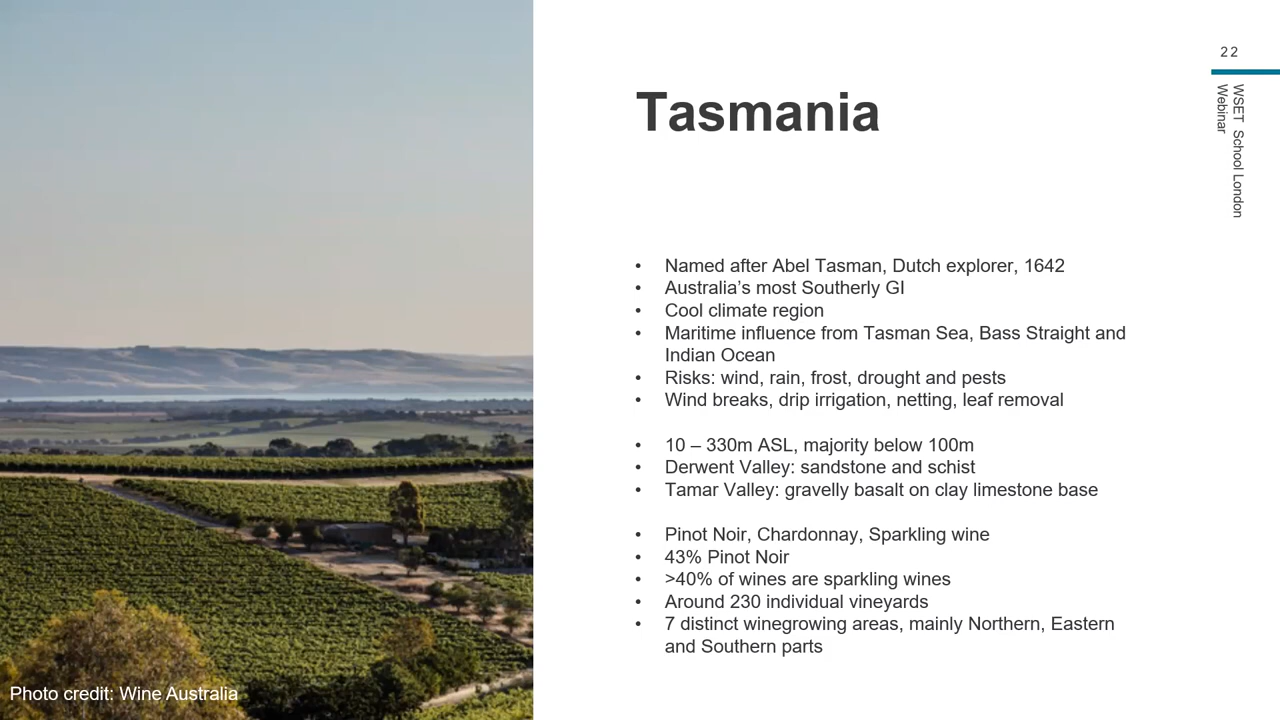 22
WSET School London
Webinar
Tasmania
• Named after Abel Tasman, Dutch explorer, 1642
• Australia’s most Southerly GI
• Cool climate region
• Maritime influence from Tasman Sea, Bass Straight and
Indian Ocean
• Risks: wind, rain, frost, drought and pests
• Wind breaks, drip irrigation, netting, leaf removal
• 10 – 330m ASL, majority below 100m
• Derwent Valley: sandstone and schist
• Tamar Valley: gravelly basalt on clay limestone base
• Pinot Noir, Chardonnay, Sparkling wine
• 43% Pinot Noir
• >40% of wines are sparkling wines
• Around 230 individual vineyards
• 7 distinct winegrowing areas, mainly Northern, Eastern
and Southern parts
Photo credit: Wine Australia